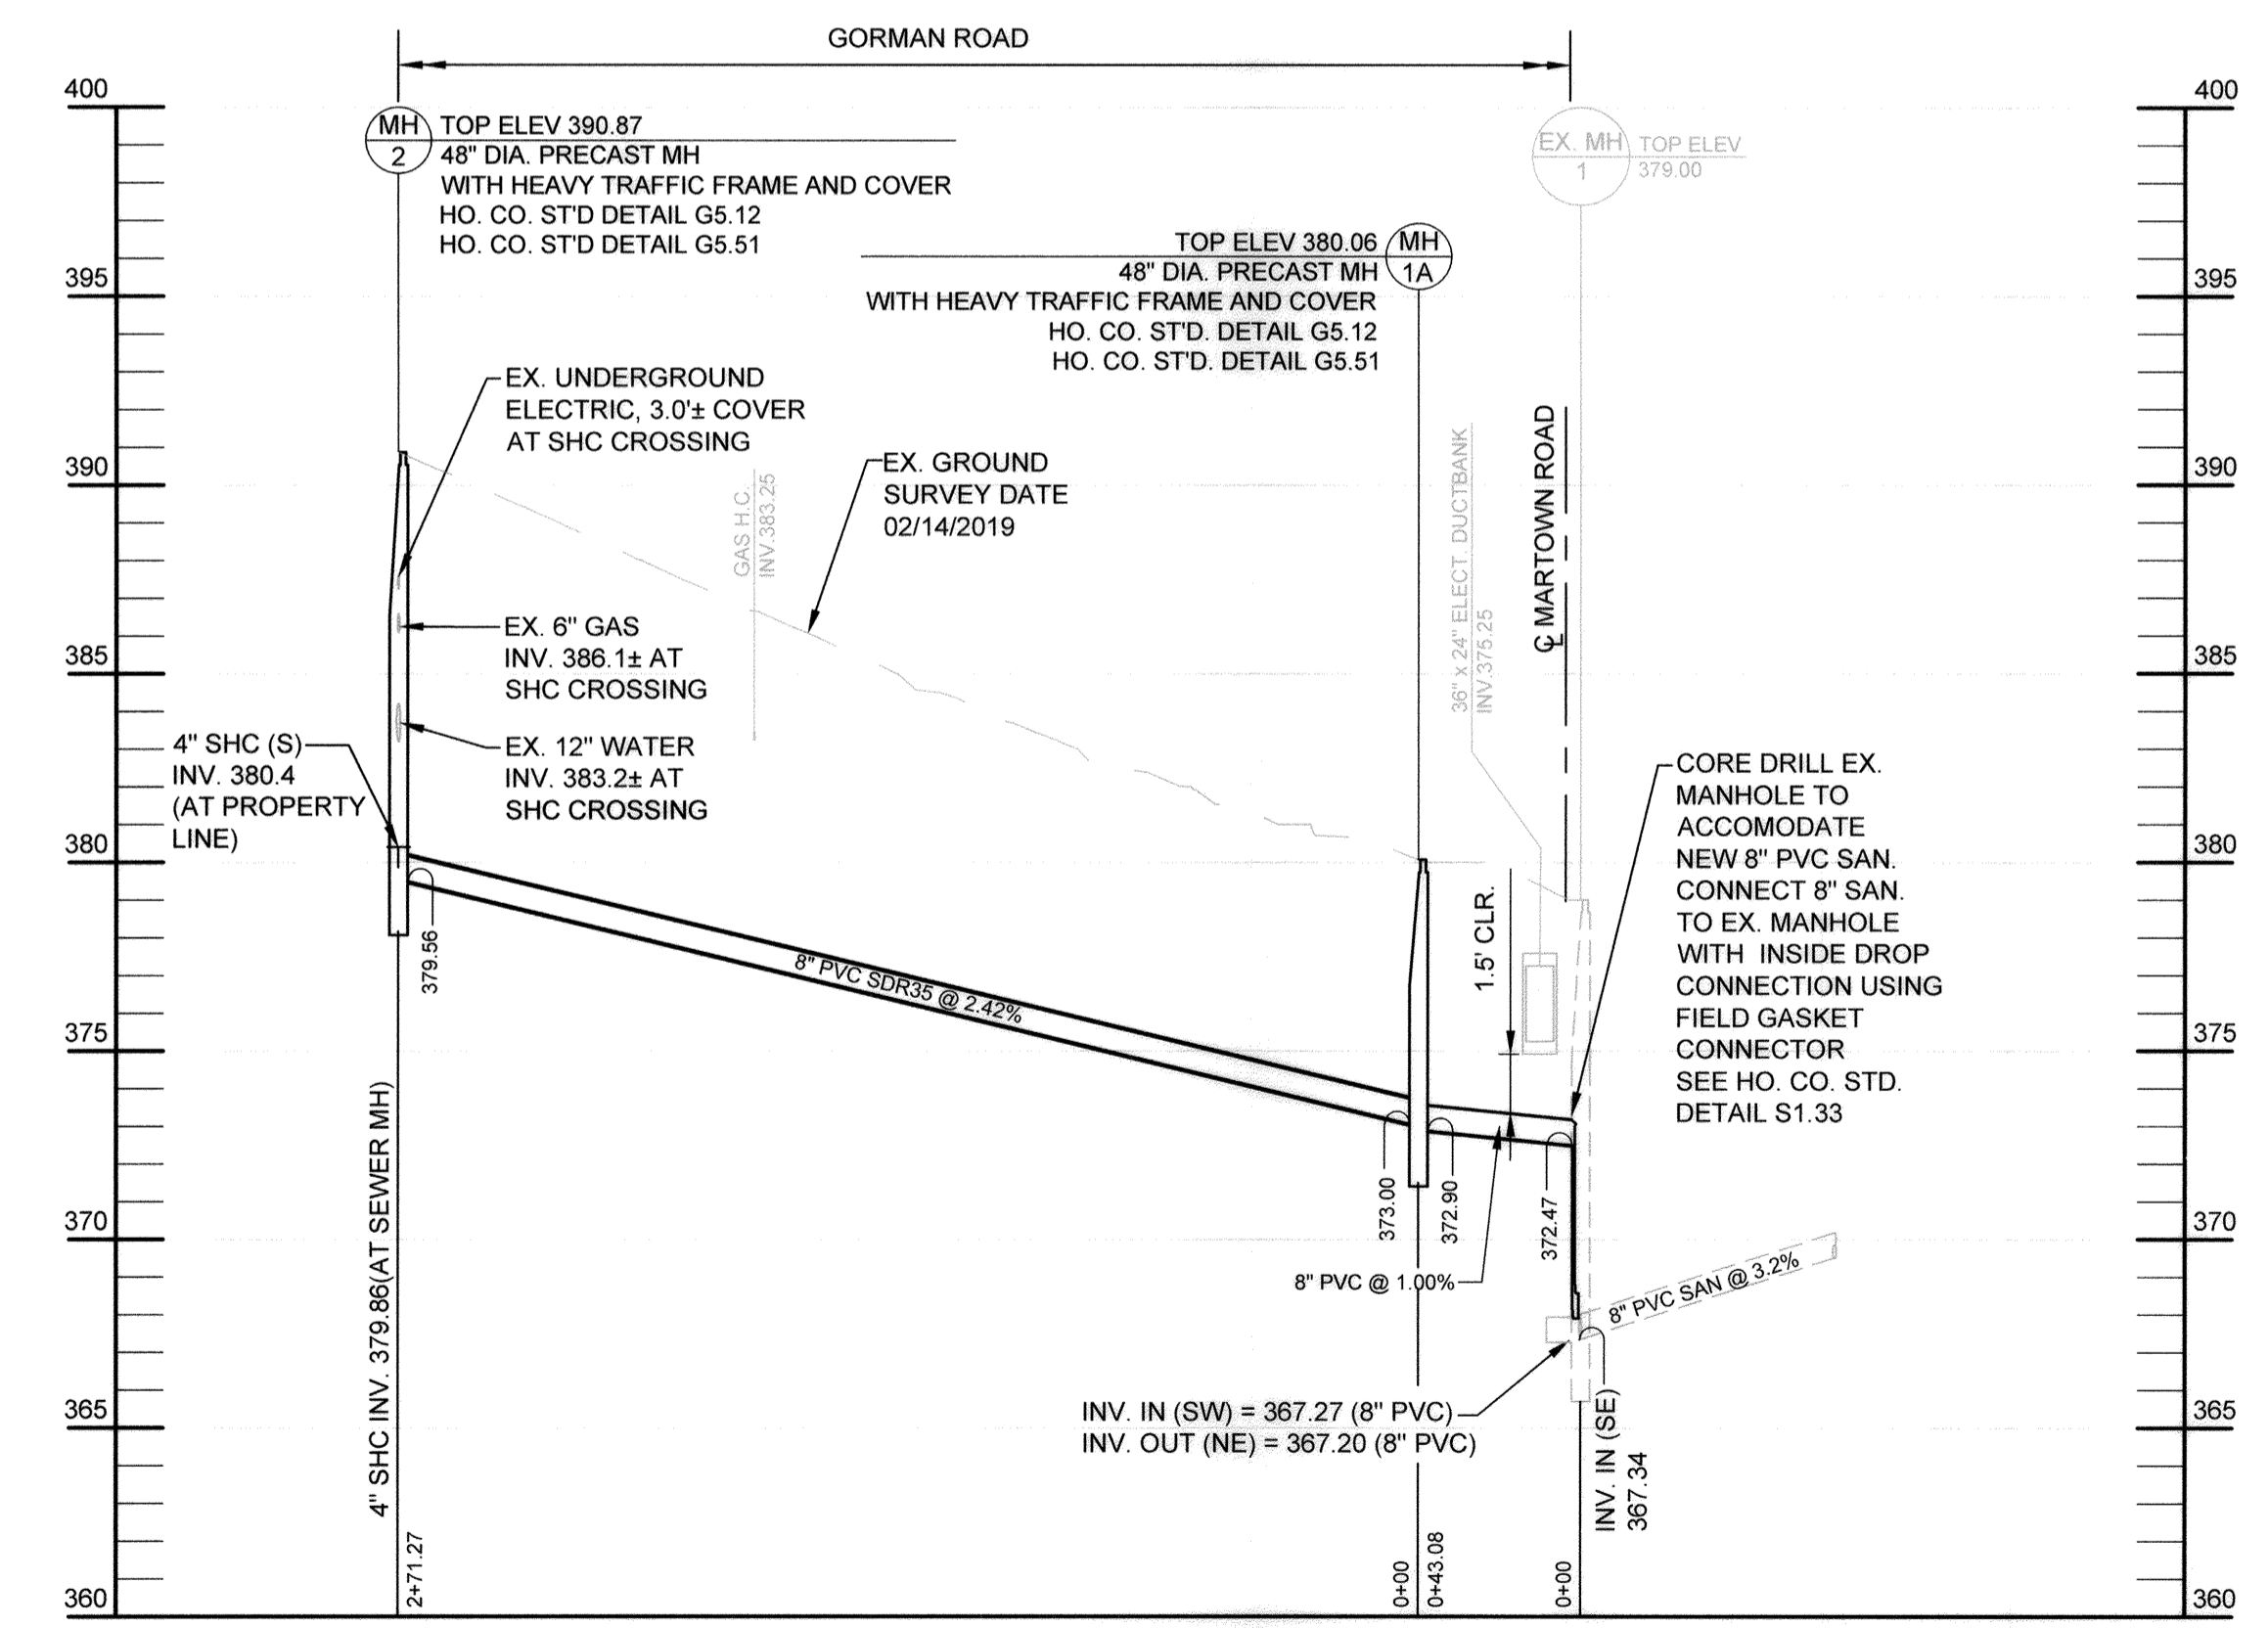 GORMAN ROAD
400
395
390
385
380
375
370
365
360
400
395
390
385
380
375
370
365
360
MH
2
TOP ELEV 390.87
48" DIA. PRECAST MH
WITH HEAVY TRAFFIC FRAME AND COVER
HO. CO. ST'D DETAIL G5.12
HO. CO. ST'D DETAIL G5.51
TOP ELEV 380.06
48" DIA. PRECAST MH
WITH HEAVY TRAFFIC FRAME AND COVER
HO. CO. ST'D. DETAIL G5.12
HO. CO. ST'D. DETAIL G5.51
MH
1A
EX. MH
1
TOP ELEV
379.00
EX. UNDERGROUND
ELECTRIC, 3.0'± COVER
AT SHC CROSSING
GAS H.C.
INV.383.25
EX. GROUND
SURVEY DATE
02/14/2019
36" x 24" ELECT. DUCTBANK
INV.375.25
℄ MARTOWN ROAD
EX. 6" GAS
INV. 386.1± AT
SHC CROSSING
EX. 12" WATER
INV. 383.2± AT
SHC CROSSING
4" SHC (S)
INV. 380.4
(AT PROPERTY
LINE)
CORE DRILL EX.
MANHOLE TO
ACCOMODATE
NEW 8" PVC SAN.
CONNECT 8" SAN.
TO EX. MANHOLE
WITH INSIDE DROP
CONNECTION USING
FIELD GASKET
CONNECTOR
SEE HO. CO. STD.
DETAIL S1.33
1.5' CLR.
379.56
8" PVC SDR35 @ 2.42%
373.00
372.90
372.47
8" PVC @ 1.00%
8" PVC SAN @ 3.2%
4" SHC INV. 379.86(AT SEWER MH)
INV. IN (SW) = 367.27 (8" PVC)
INV. OUT (NE) = 367.20 (8" PVC)
INV. IN (SE)
367.34
2+71.27
0+00
0+43.08
0+00